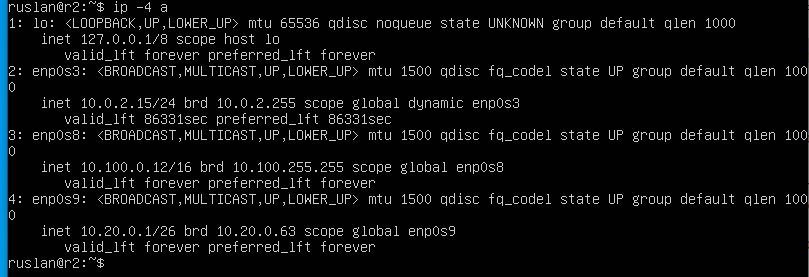 ruslan@r2:~$ ip -4 a
1: lo: <LOOPBACK,UP,LOWER_UP> mtu 65536 qdisc noqueue state UNKNOWN group default qlen 1000
    inet 127.0.0.1/8 scope host lo
       valid_lft forever preferred_lft forever
2: enp0s3: <BROADCAST,MULTICAST,UP,LOWER_UP> mtu 1500 qdisc fq_codel state UP group default qlen 100
0
    inet 10.0.2.15/24 brd 10.0.2.255 scope global dynamic enp0s3
       valid_lft 86331sec preferred_lft 86331sec
3: enp0s8: <BROADCAST,MULTICAST,UP,LOWER_UP> mtu 1500 qdisc fq_codel state UP group default qlen 100
0
    inet 10.100.0.12/16 brd 10.100.255.255 scope global enp0s8
       valid_lft forever preferred_lft forever
4: enp0s9: <BROADCAST,MULTICAST,UP,LOWER_UP> mtu 1500 qdisc fq_codel state UP group default qlen 100
0
    inet 10.20.0.1/26 brd 10.20.0.63 scope global enp0s9
       valid_lft forever preferred_lft forever
ruslan@r2:~$